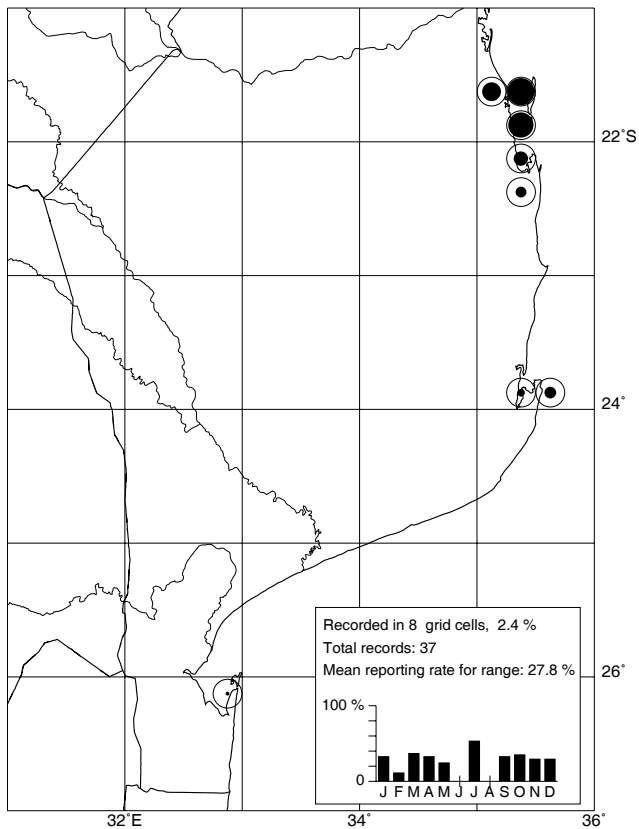 22˚S
24˚
Recorded in 8 grid cells, 2.4 %
Total records: 37
Mean reporting rate for range: 27.8 %
26˚
100 %
0
J F M A M J J A S O N D
32˚E 34˚ 36˚